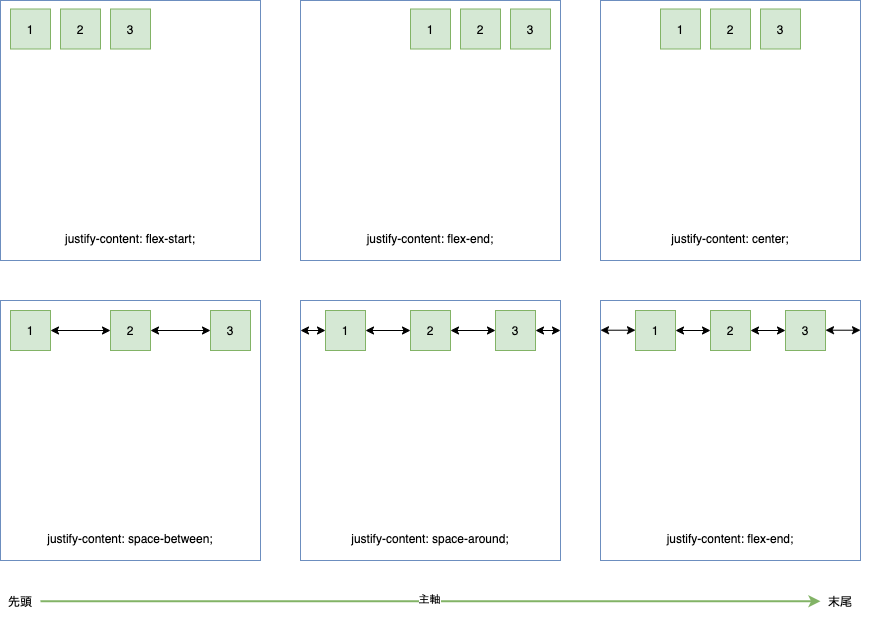 1 2 3
1 2 3
1 2 3
justify-content: flex-start;
justify-content: flex-end;
justify-content: center;
1 2 3
1 2 3
1 2 3
justify-content: space-between;
justify-content: space-around;
justify-content: flex-end;
先頭
主軸
末尾